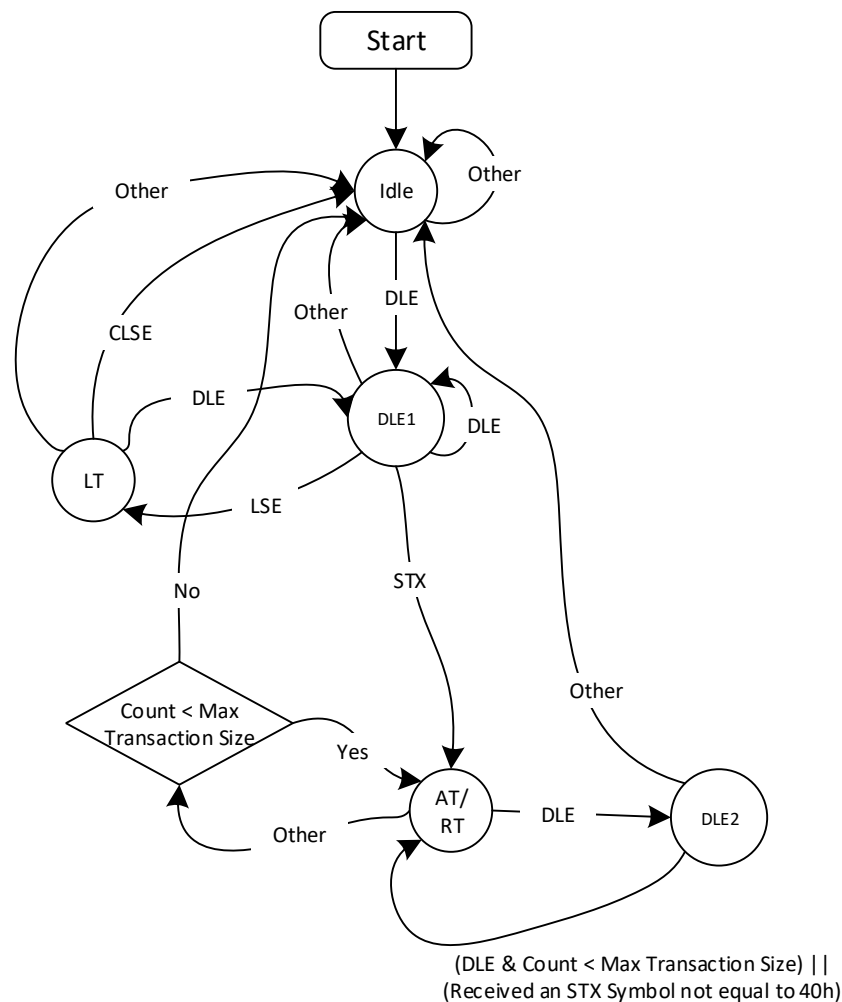 Start
Idle
Other
Other
CLSE
Other
DLE
DLE
DLE1
DLE
LT
LSE
STX
No
Count < Max
Transaction Size
Yes
Other
AT/
RT
DLE
DLE2
Other
(DLE & Count < Max Transaction Size) ||
(Received an STX Symbol not equal to 40h)